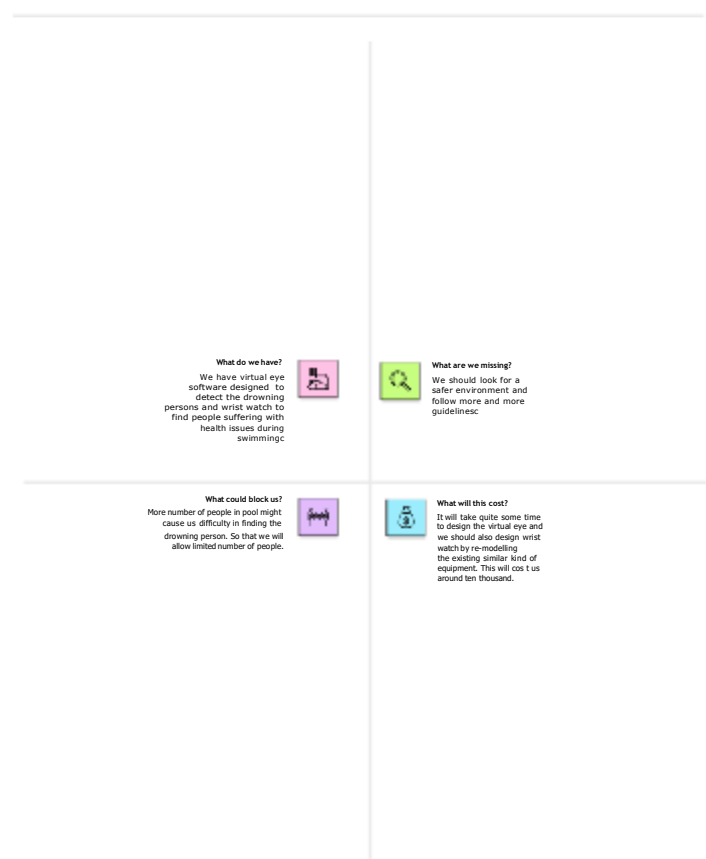 What do we have?
We have virtual eye
software designed to
detect the drowning
persons and wrist watch to
find people suffering with
health issues during
swimmingc
What are we missing?
We should look for a
safer environment and
follow more and more
guidelinesc
What could block us?
More number of people in pool might
cause us difficulty in finding the
drowning person. So that we will
allow limited number of people.
What will this cost?
It will take quite some time
to design the virtual eye and
we should also design wrist
watch by re-modelling
the existing similar kind of
equipment. This will cos t us
around ten thousand.